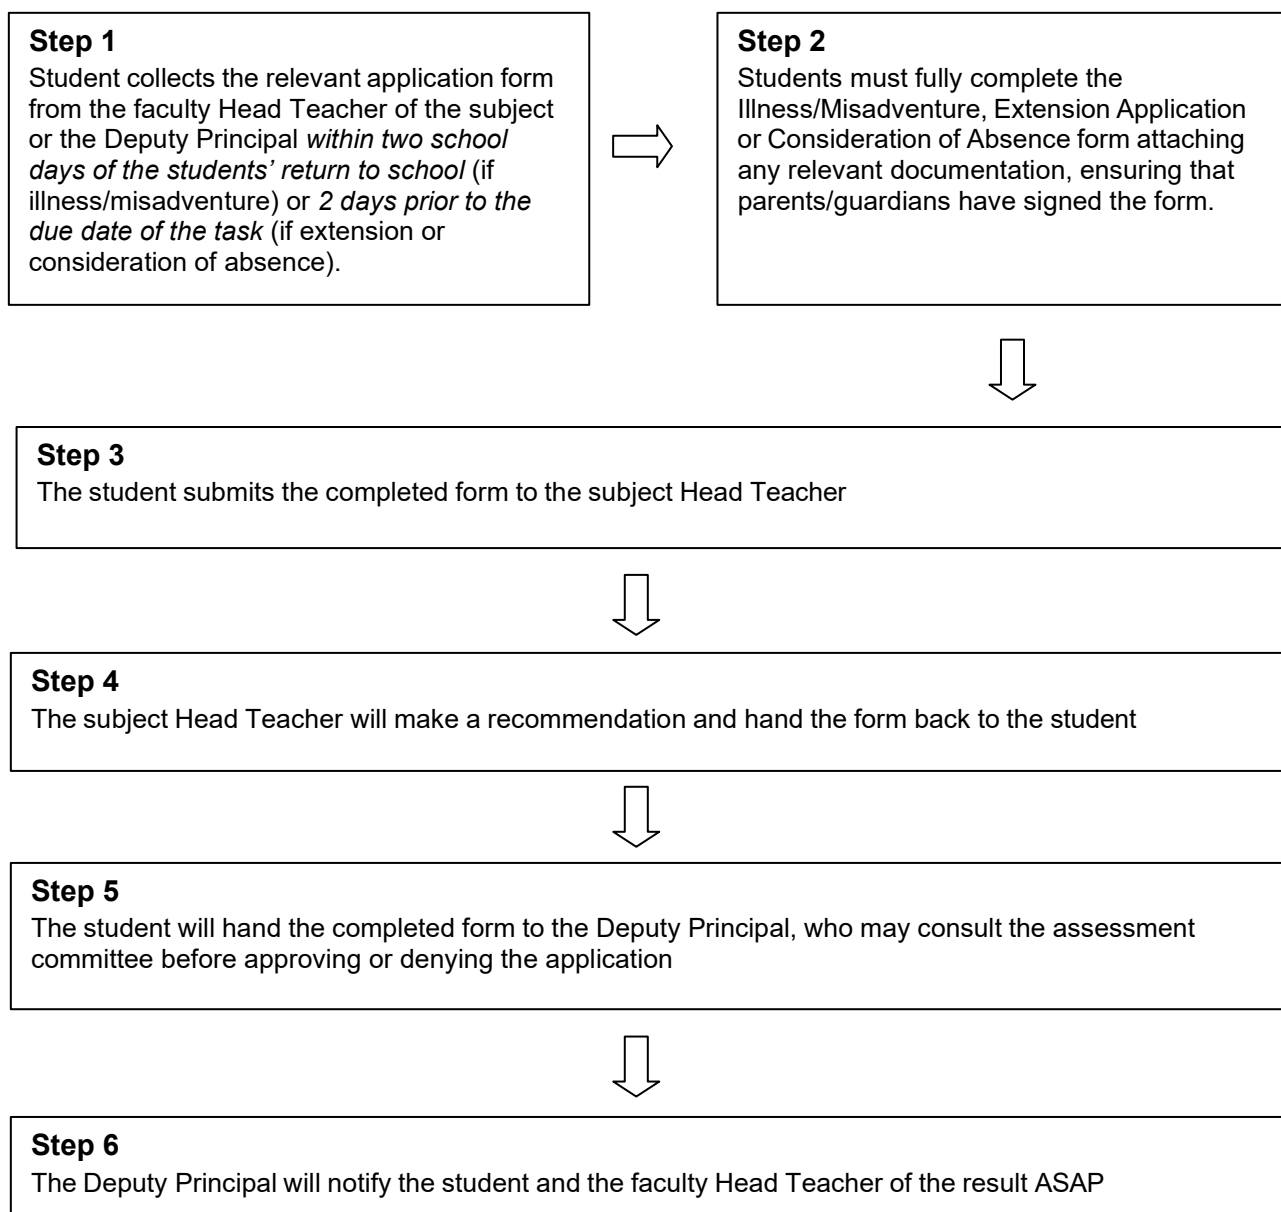 Step 1
Student collects the relevant application form
from the faculty Head Teacher of the subject
or the Deputy Principal within two school
days of the students’ return to school (if
illness/misadventure) or 2 days prior to the
due date of the task (if extension or
consideration of absence).
Step 2
Students must fully complete the
Illness/Misadventure, Extension Application
or Consideration of Absence form attaching
any relevant documentation, ensuring that
parents/guardians have signed the form.
Step 3
The student submits the completed form to the subject Head Teacher
Step 4
The subject Head Teacher will make a recommendation and hand the form back to the student
Step 5
The student will hand the completed form to the Deputy Principal, who may consult the assessment
committee before approving or denying the application
Step 6
The Deputy Principal will notify the student and the faculty Head Teacher of the result ASAP